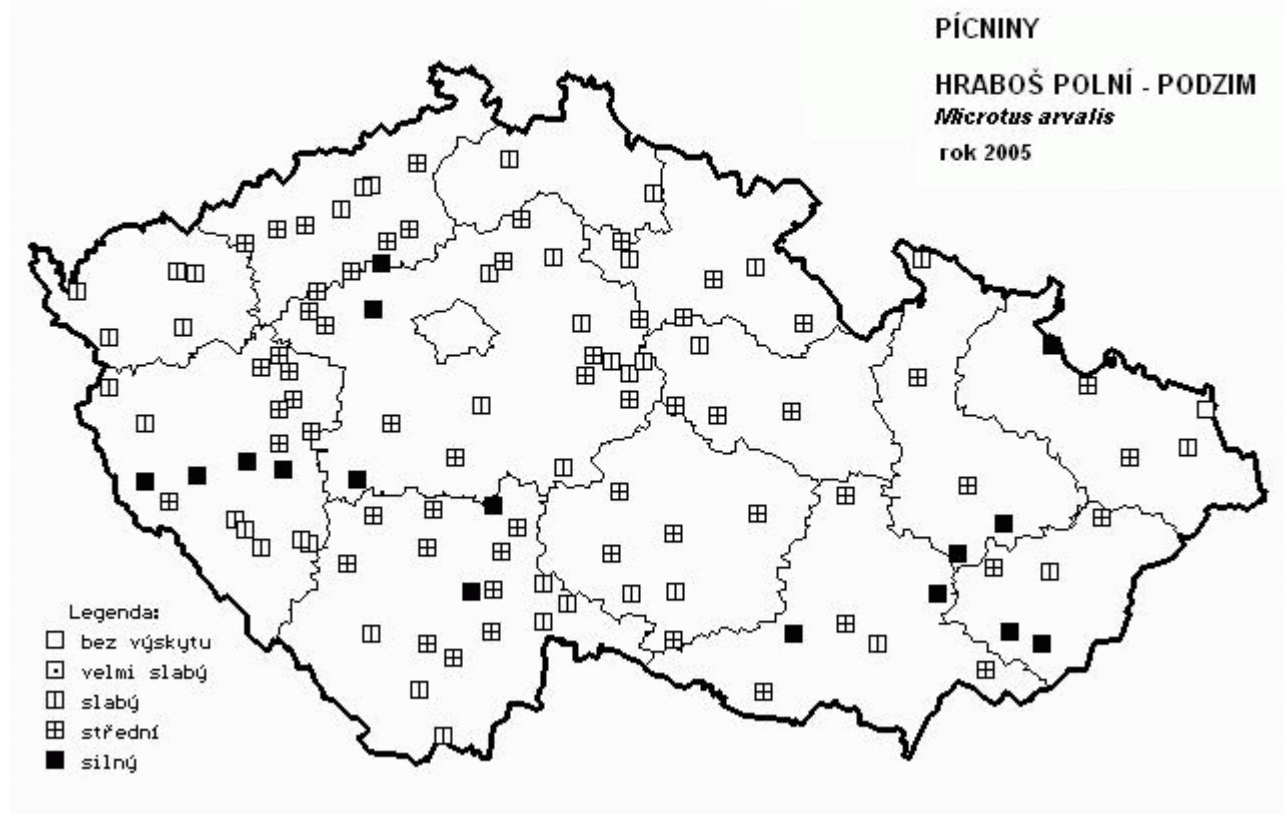 PÍCNINY
HRABOŠ POLNÍ - PODZIM
Microtus arvalis
rok 2005
Legenda:
bez výskytu
velmi slabý
slabý
střední
silný